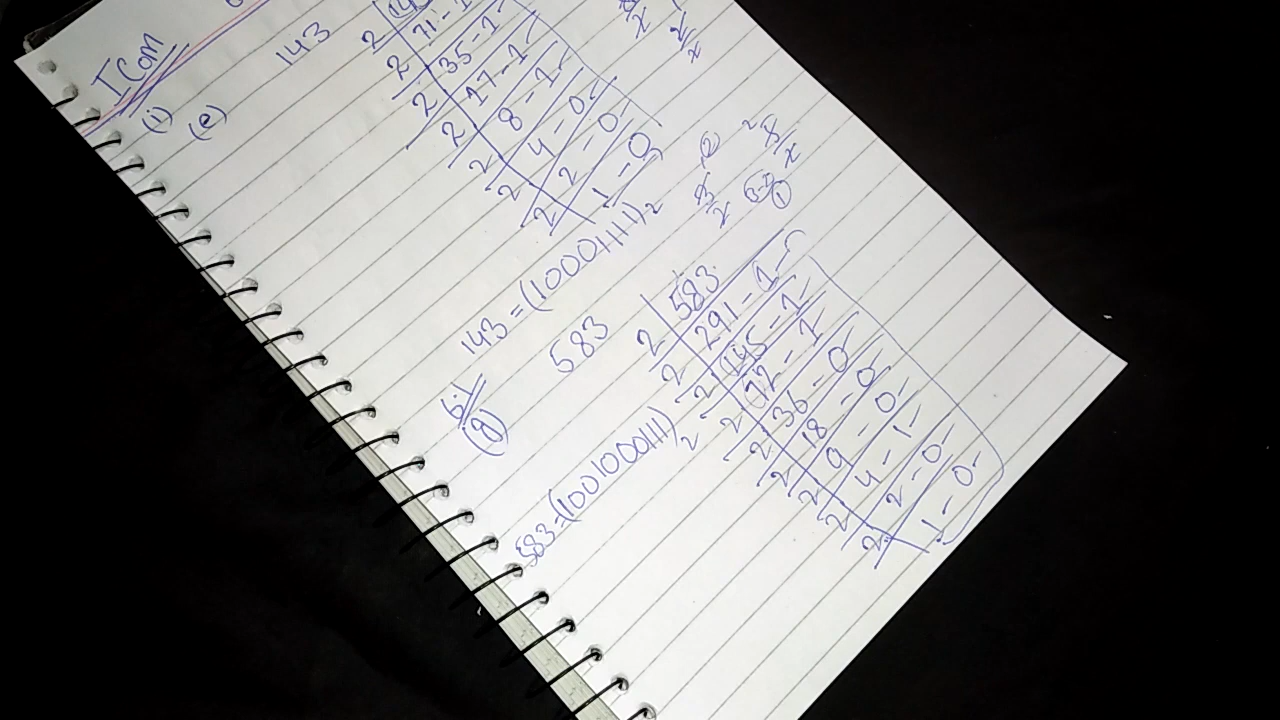 ICom
(i)
(e) 143
2 | 143
2 | 71 - 1
2 | 35 - 1
2 | 17 - 1
2 | 8 - 1
2 | 4 - 0
2 | 2 - 0
2 | 1 - 0
143 = (10001111)2
(g) 583
2 | 583
2 | 291 - 1
2 | 145 - 1
2 | 72 - 1
2 | 36 - 0
2 | 18 - 0
2 | 9 - 0
2 | 4 - 1
2 | 2 - 0
2 | 1 - 0
583 = (1001000111)2